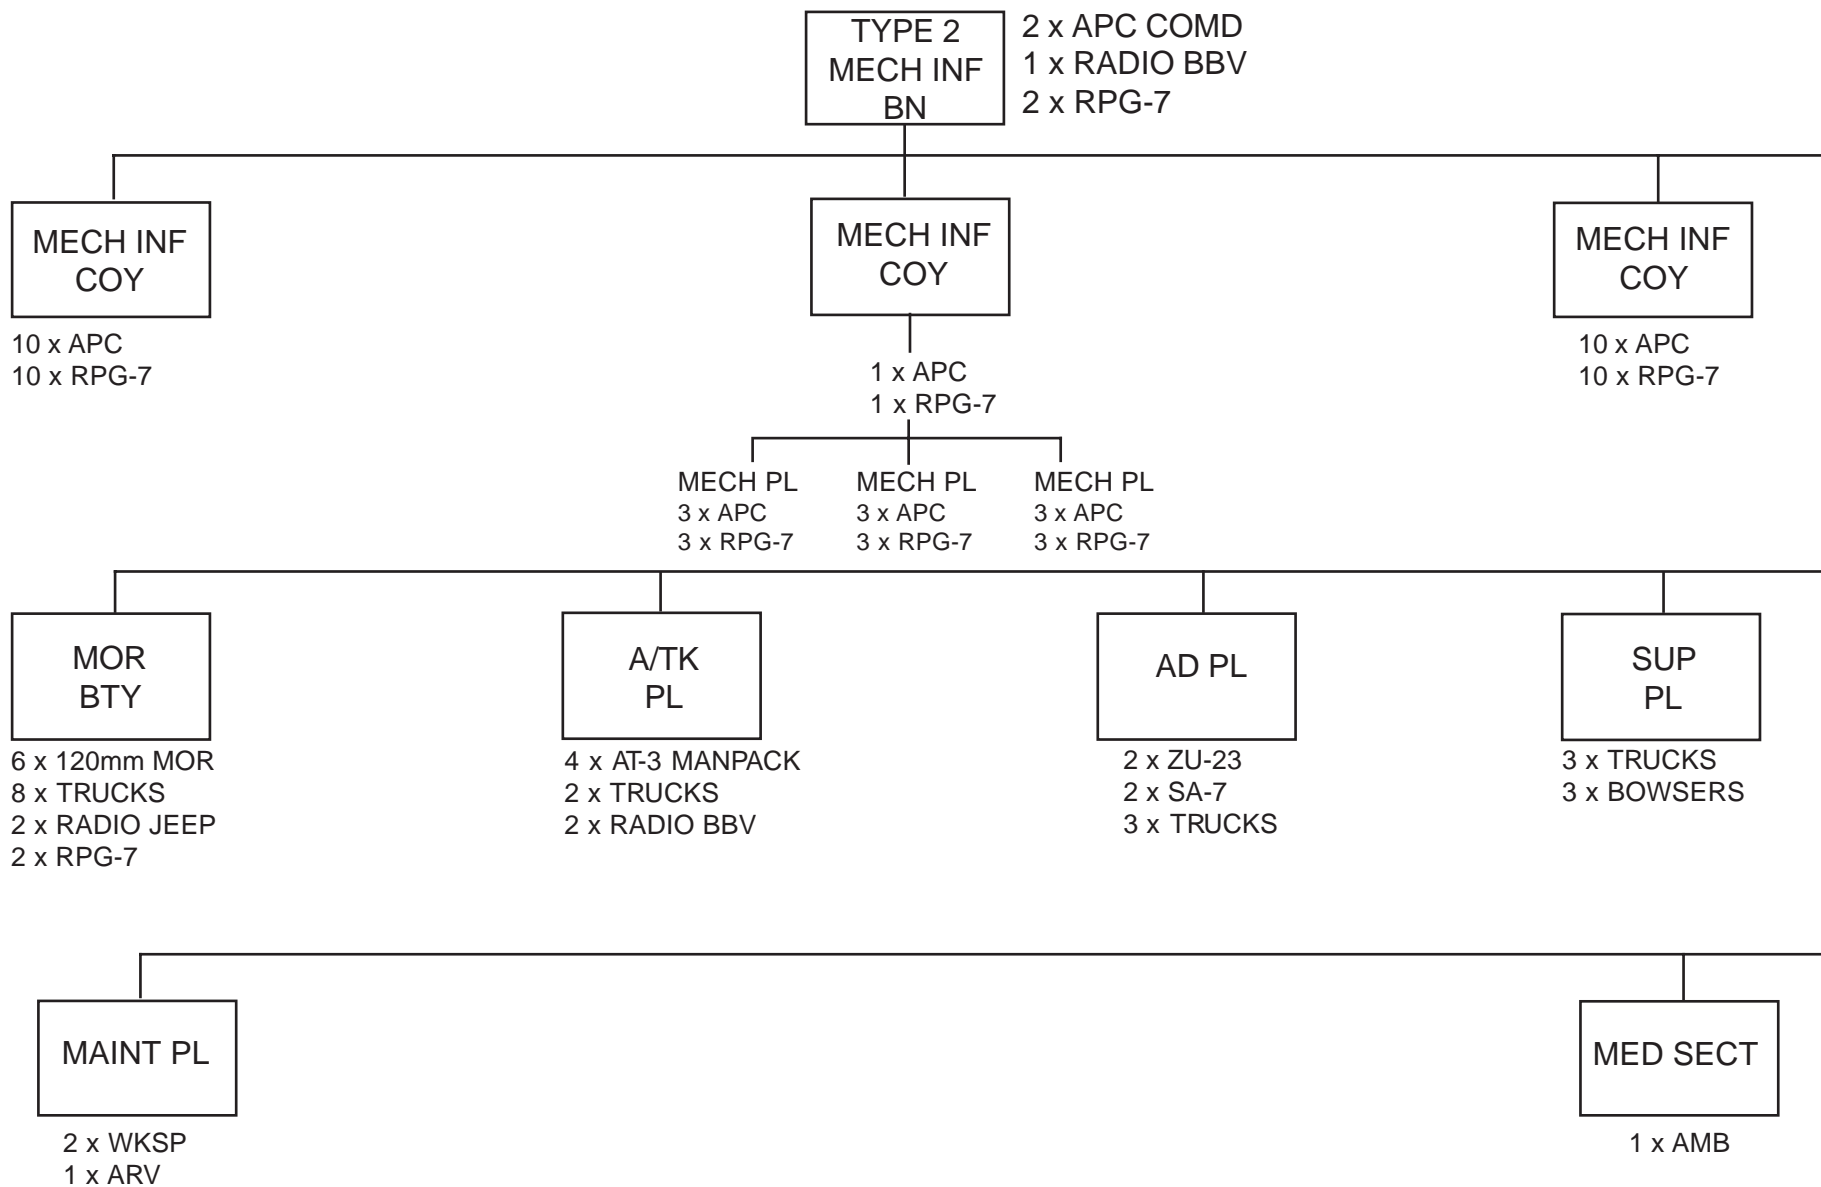 TYPE 2
MECH INF
BN
2 x APC COMD
1 x RADIO BBV
2 x RPG-7
MECH INF
COY
10 x APC
10 x RPG-7
MECH INF
COY
1 x APC
1 x RPG-7
MECH PL
3 x APC
3 x RPG-7
MECH PL
3 x APC
3 x RPG-7
MECH PL
3 x APC
3 x RPG-7
MECH INF
COY
10 x APC
10 x RPG-7
MOR
BTY
6 x 120mm MOR
8 x TRUCKS
2 x RADIO JEEP
2 x RPG-7
A/TK
PL
4 x AT-3 MANPACK
2 x TRUCKS
2 x RADIO BBV
AD PL
2 x ZU-23
2 x SA-7
3 x TRUCKS
SUP
PL
3 x TRUCKS
3 x BOWSERS
MAINT PL
2 x WKSP
1 x ARV
MED SECT
1 x AMB